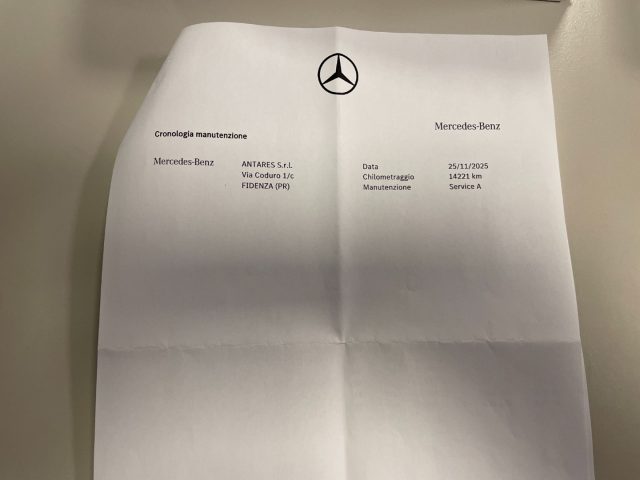 Mercedes-Benz
Cronologia manutenzione
Mercedes-Benz
ANTARES S.r.l
Via Coduro 1/c
FIDENZA (PR)
Data 25/11/2025
Chilometraggio 14221 km
Manutenzione Service A